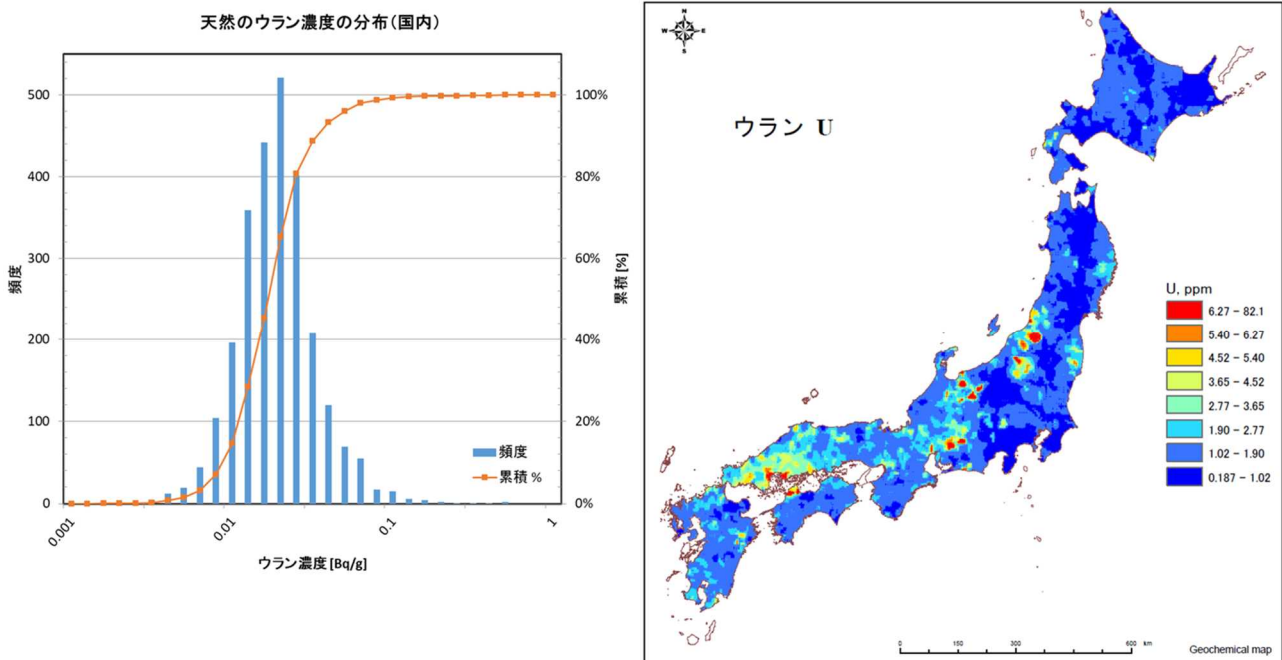 天然のウラン濃度の分布(国内)
500
400
300
200
100
0
頻度
100%
80%
60%
40%
20%
0%
累積 [%]
頻度
累積 %
0.001
0.01
0.1
1
ウラン濃度 [Bq/g]
N
W E
S
ウラン U
U, ppm
6.27 – 82.1
5.40 – 6.27
4.52 – 5.40
3.65 – 4.52
2.77 – 3.65
1.90 – 2.77
1.02 – 1.90
0.187 – 1.02
0 150 300 600 km
Geochemical map